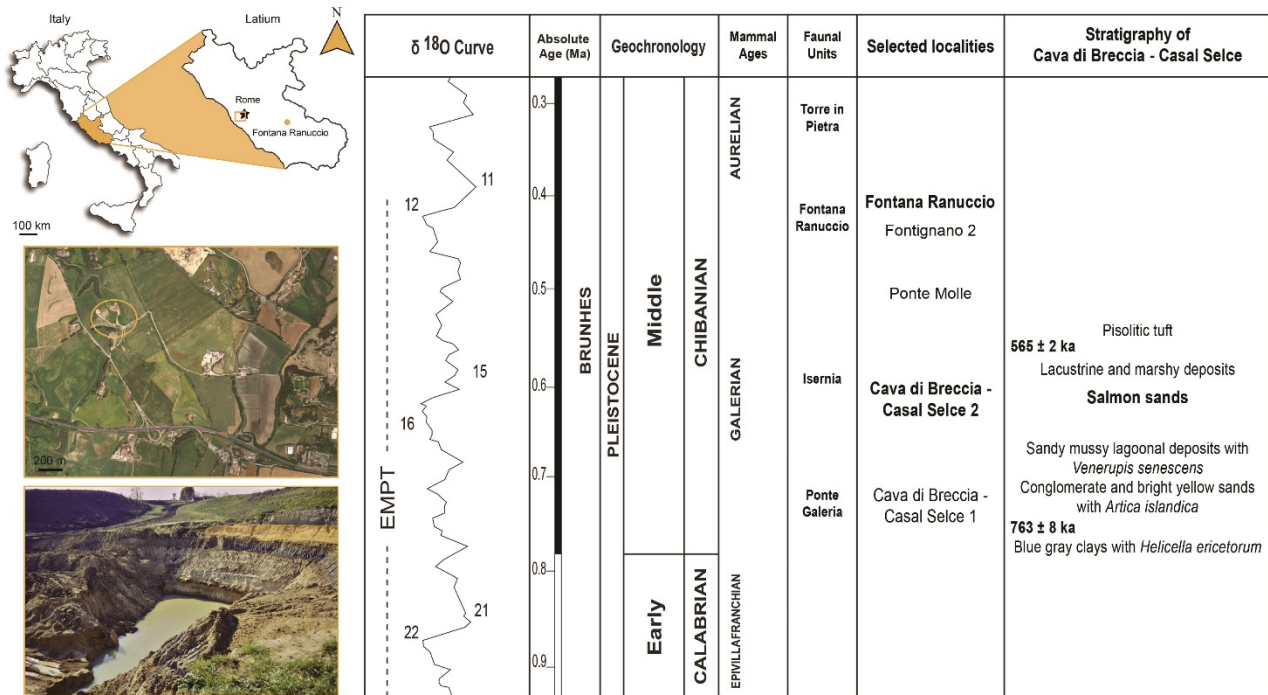 Italy
Latium
N
Rome
Fontana Ranuccio
100 km
200 m
δ 18O Curve
Absolute
Age (Ma)
Geochronology
Mammal
Ages
Faunal
Units
Selected localities
Stratigraphy of
Cava di Breccia - Casal Selce
11
12
15
16
21
22
EMPT
0.3
0.4
0.5
0.6
0.7
0.8
0.9
BRUNHES
PLEISTOCENE
Middle
Early
CHIBANIAN
CALABRIAN
AURELIAN
GALERIAN
EPIVILLAFRANCHIAN
Torre in
Pietra
Fontana
Ranuccio
Isernia
Ponte
Galeria
Fontana Ranuccio
Fontignano 2
Ponte Molle
Cava di Breccia -
Casal Selce 2
Cava di Breccia -
Casal Selce 1
Pisolitic tuft
565 ± 2 ka
Lacustrine and marshy deposits
Salmon sands
Sandy mussy lagoonal deposits with
Venerupis senescens
Conglomerate and bright yellow sands
with Artica islandica
763 ± 8 ka
Blue gray clays with Helicella ericetorum